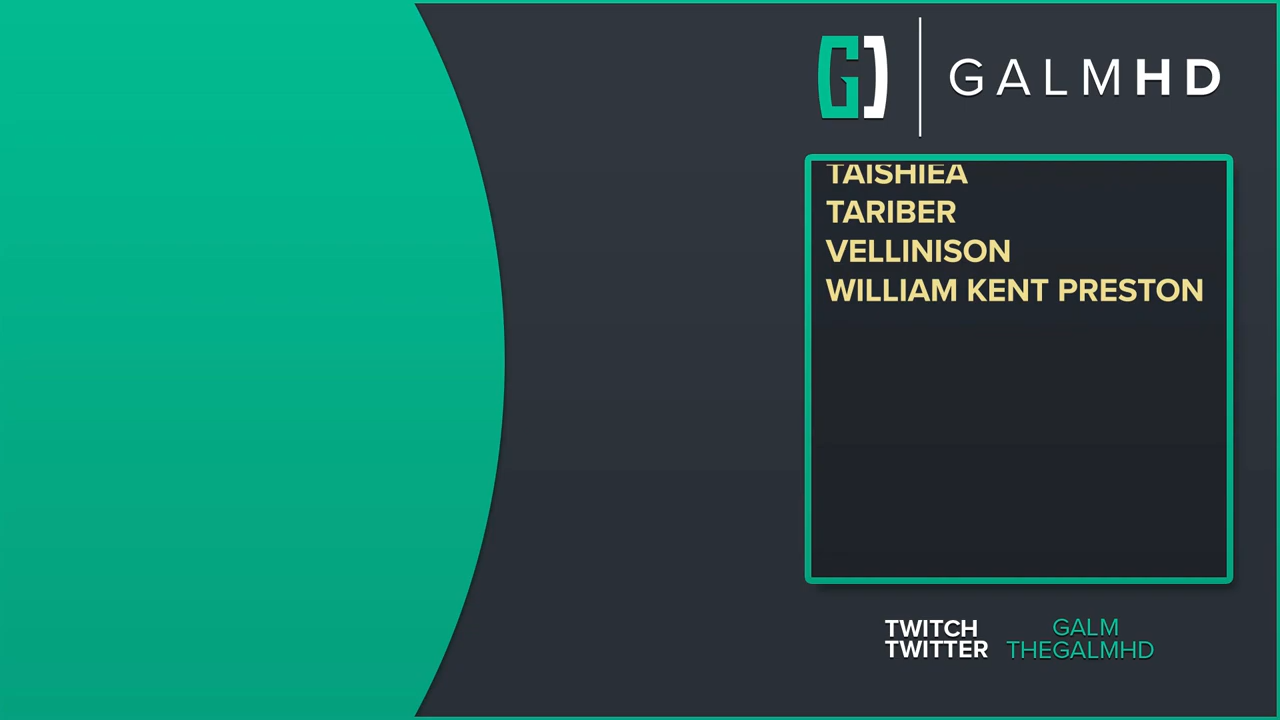 GALMHD
TAISHIEA
TARIBER
VELLINISON
WILLIAM KENT PRESTON
TWITCH GALM
TWITTER THEGALMHD